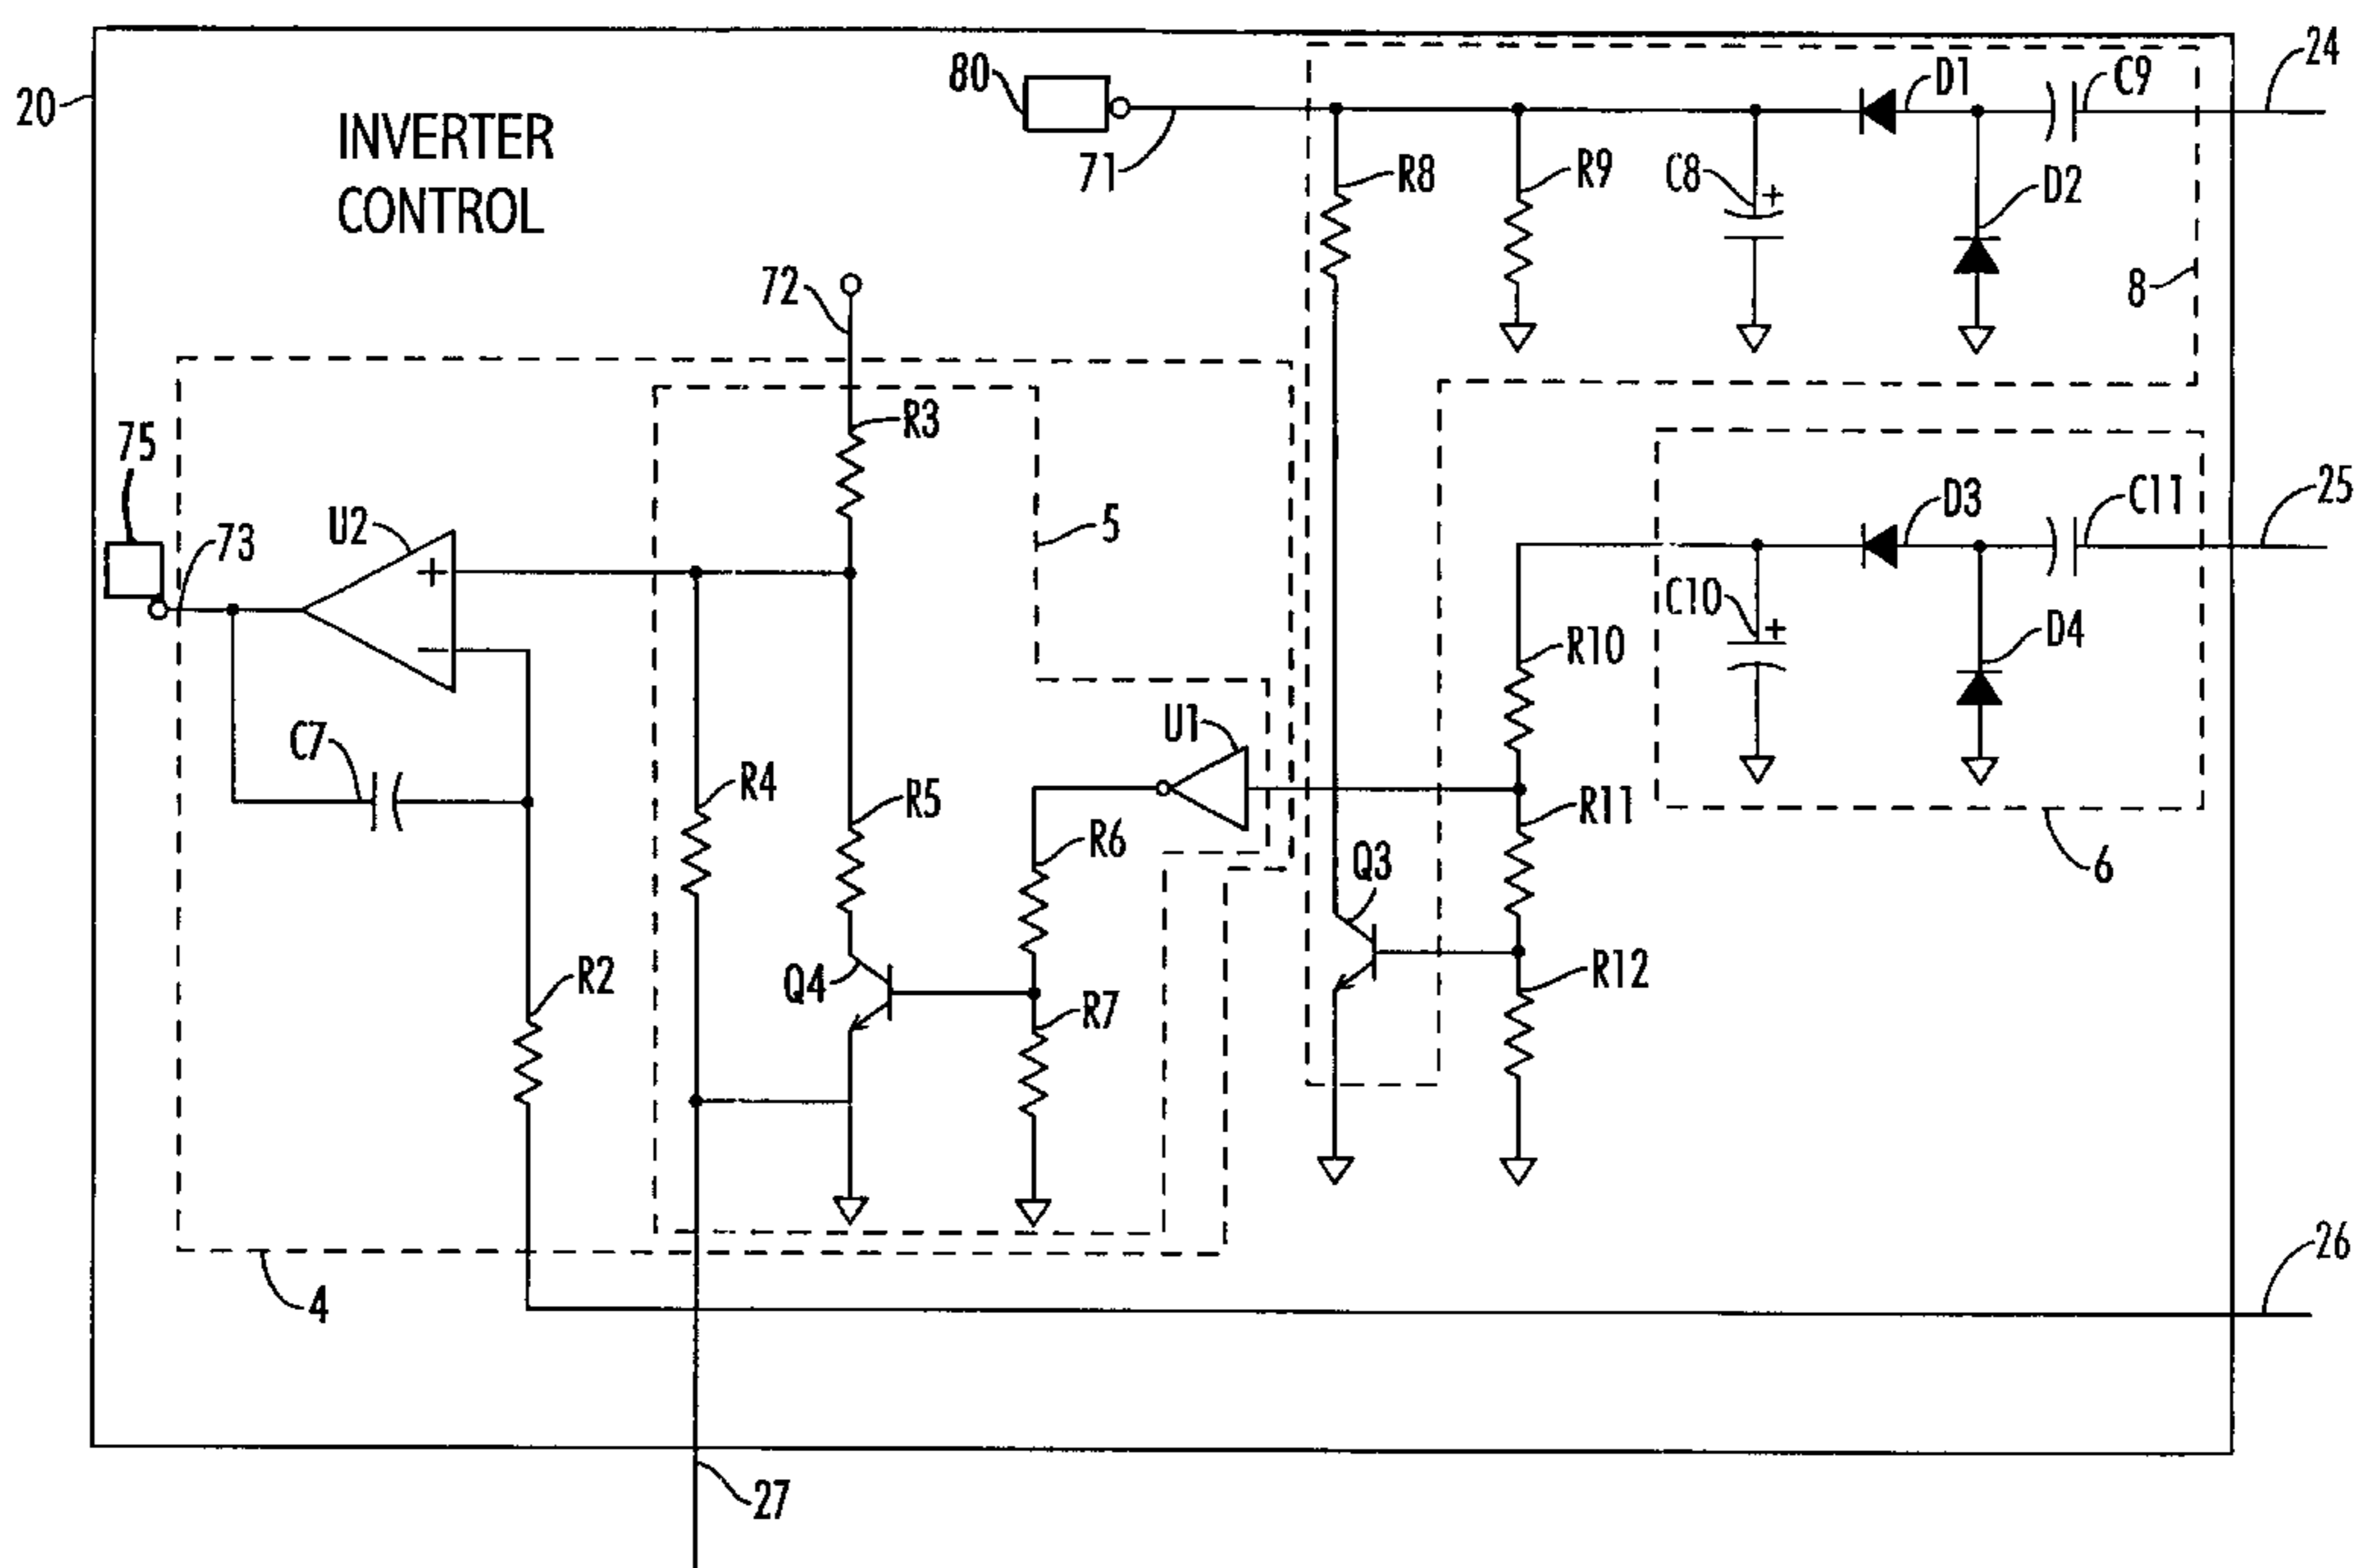 24
80
D1
C9
20
INVERTER
CONTROL
71
R8
R9
C8
+
D2
8
72
R3
75
5
D3
C11
25
U2
73
+
−
C10
+
D4
R10
C7
U1
R4
R5
R6
R11
Q3
6
R2
Q4
R7
R12
4
26
27